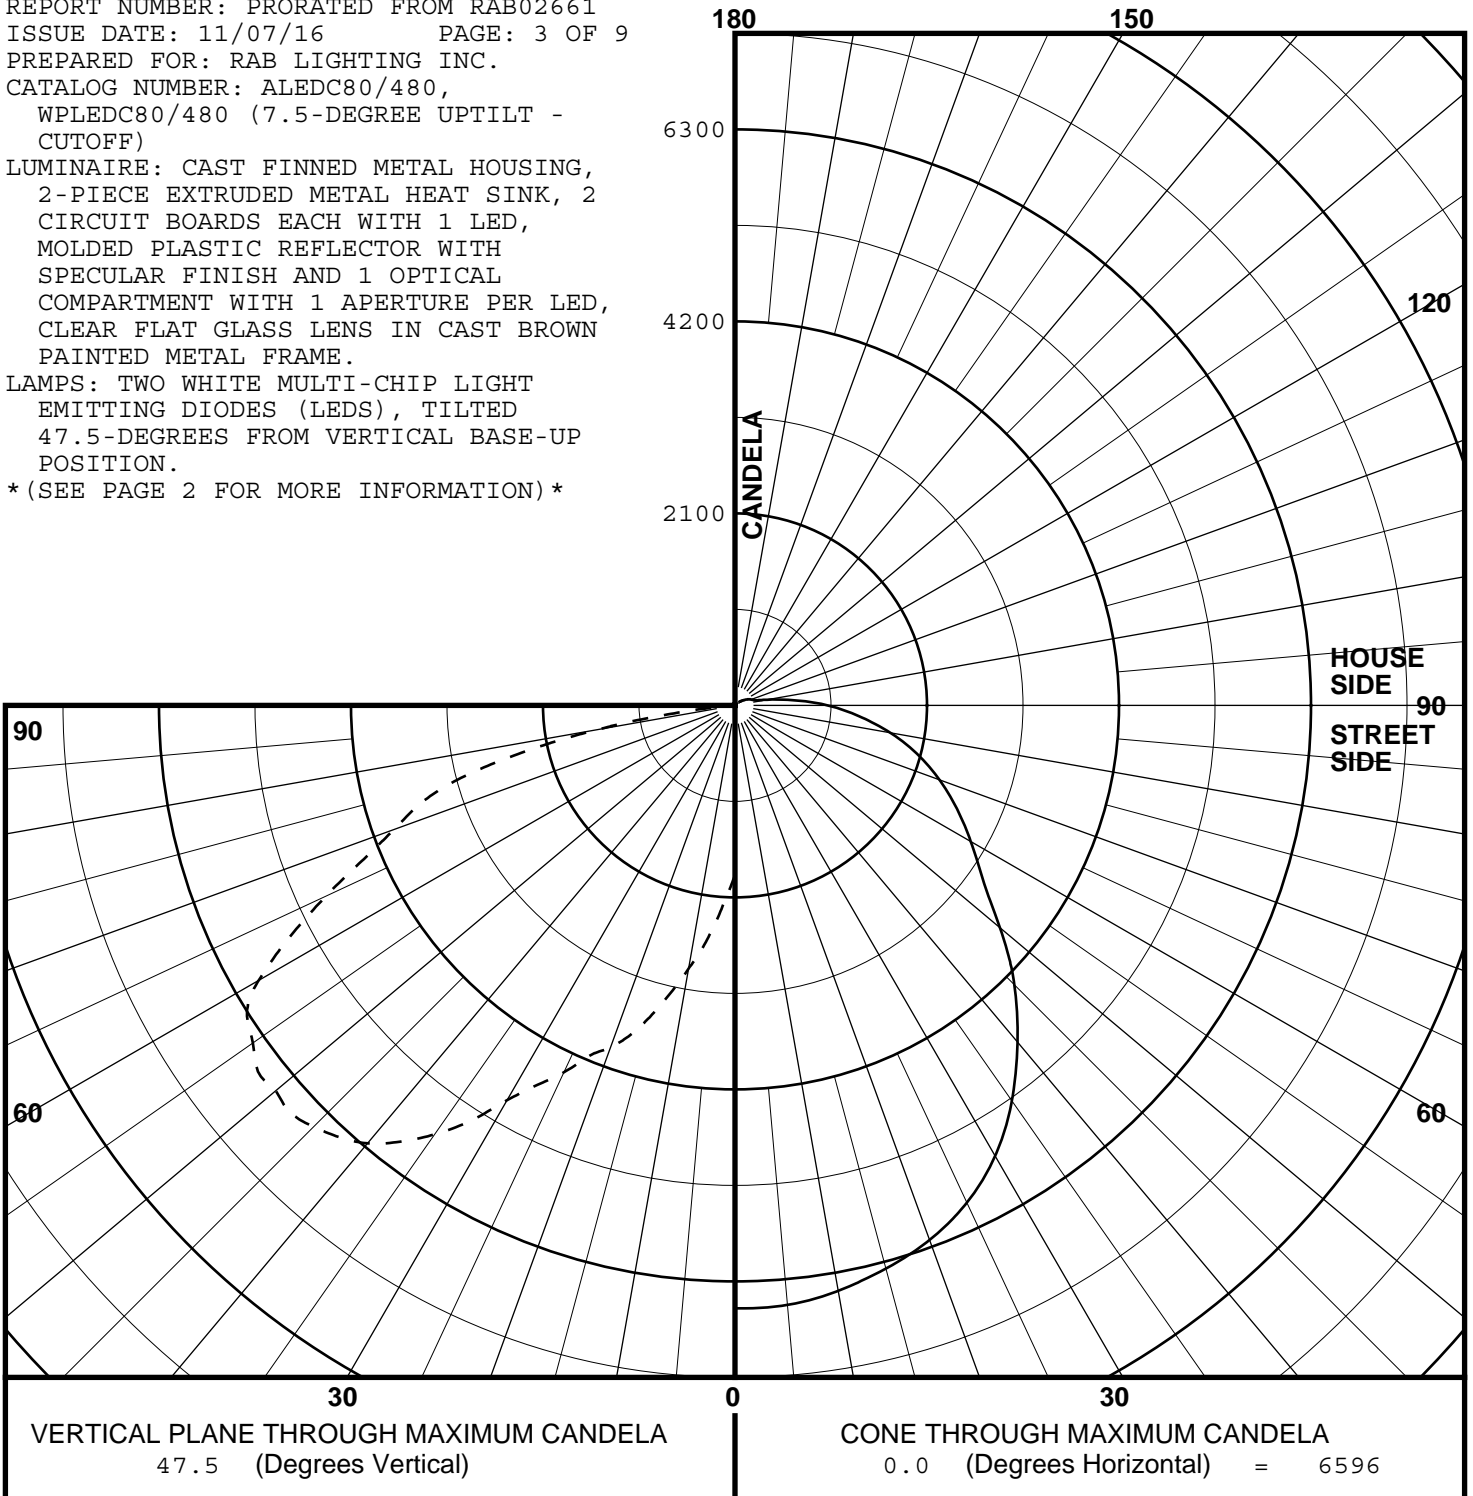 REPORT NUMBER: PRORATED FROM RAB02661
ISSUE DATE: 11/07/16 PAGE: 3 OF 9
PREPARED FOR: RAB LIGHTING INC.
CATALOG NUMBER: ALEDC80/480,
WPLEDC80/480 (7.5-DEGREE UPTILT -
CUTOFF)
LUMINAIRE: CAST FINNED METAL HOUSING,
2-PIECE EXTRUDED METAL HEAT SINK, 2
CIRCUIT BOARDS EACH WITH 1 LED,
MOLDED PLASTIC REFLECTOR WITH
SPECULAR FINISH AND 1 OPTICAL
COMPARTMENT WITH 1 APERTURE PER LED,
CLEAR FLAT GLASS LENS IN CAST BROWN
PAINTED METAL FRAME.
LAMPS: TWO WHITE MULTI-CHIP LIGHT
EMITTING DIODES (LEDS), TILTED
47.5-DEGREES FROM VERTICAL BASE-UP
POSITION.
*(SEE PAGE 2 FOR MORE INFORMATION)*
180
150
6300
120
4200
CANDELA
2100
HOUSE
SIDE
90
90
STREET
SIDE
60
60
30
0
30
VERTICAL PLANE THROUGH MAXIMUM CANDELA
47.5 (Degrees Vertical)
CONE THROUGH MAXIMUM CANDELA
0.0 (Degrees Horizontal) = 6596